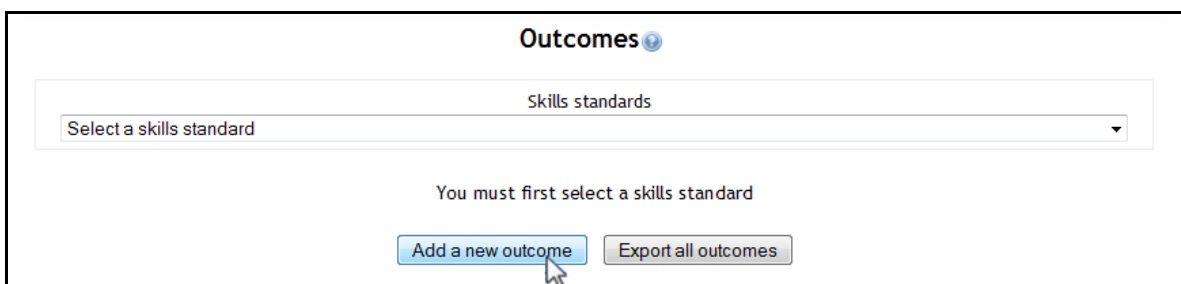 Outcomes
Skills standards
Select a skills standard
You must first select a skills standard
Add a new outcome Export all outcomes